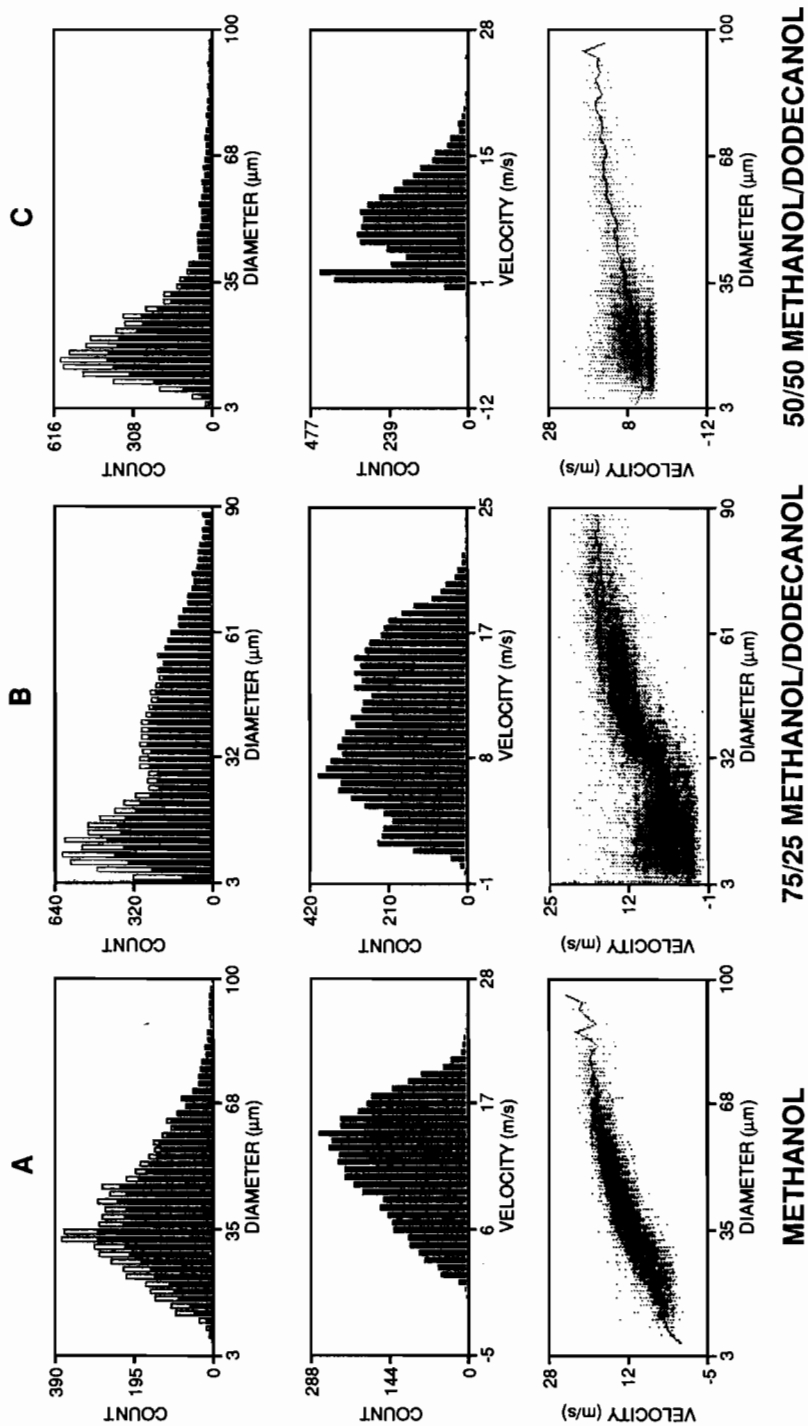 A
390
195
0
COUNT
3
35
68
100
DIAMETER (µm)
288
144
0
COUNT
-5
6
17
28
VELOCITY (m/s)
28
12
-5
VELOCITY (m/s)
3
35
68
100
DIAMETER (µm)
METHANOL
B
640
320
0
COUNT
3
32
61
90
DIAMETER (µm)
420
210
0
COUNT
-1
8
17
25
VELOCITY (m/s)
25
12
-1
VELOCITY (m/s)
3
32
61
90
DIAMETER (µm)
75/25 METHANOL/DODECANOL
C
616
308
0
COUNT
3
35
68
100
DIAMETER (µm)
477
239
0
COUNT
-12
1
15
28
VELOCITY (m/s)
28
8
-12
VELOCITY (m/s)
3
35
68
100
DIAMETER (µm)
50/50 METHANOL/DODECANOL